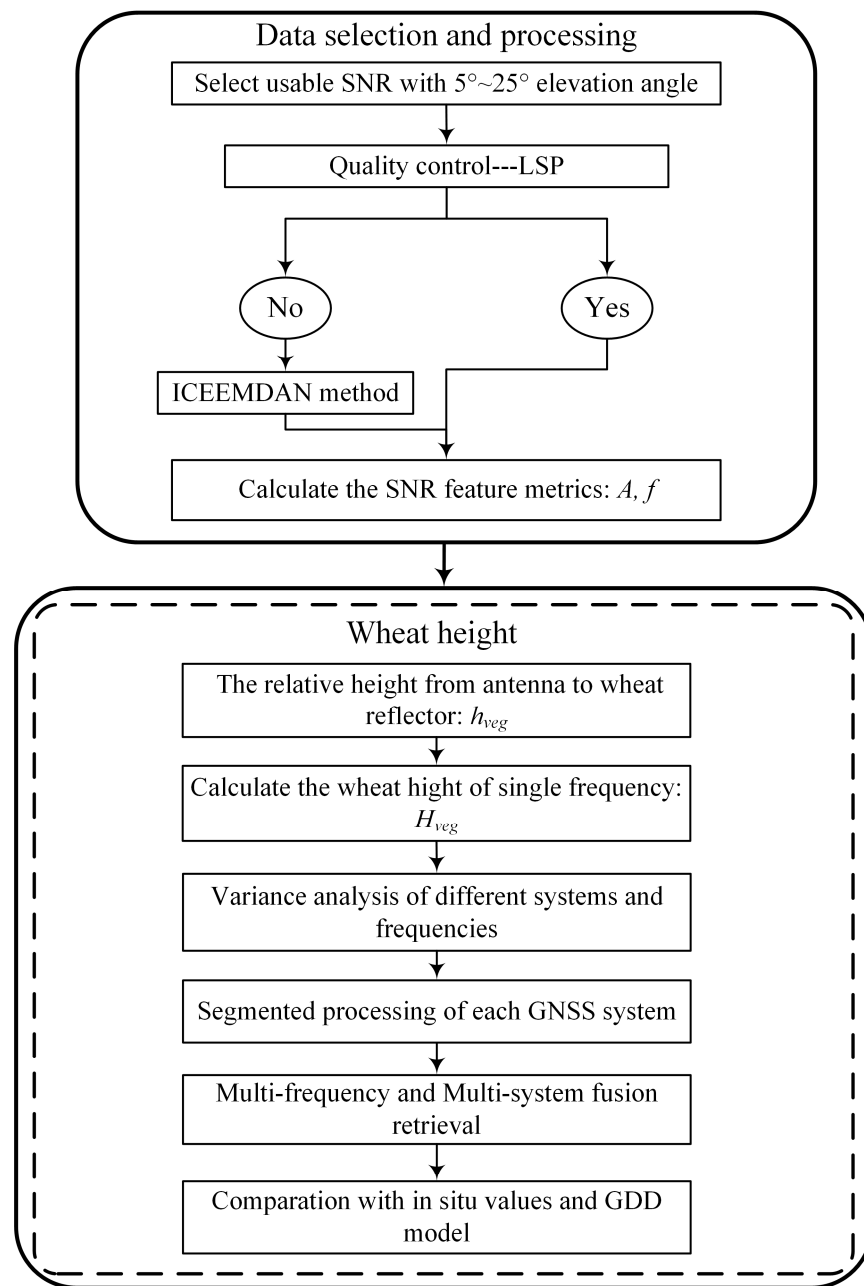 Data selection and processing
Select usable SNR with 5°~25° elevation angle
Quality control---LSP
No
Yes
ICEEMDAN method
Calculate the SNR feature metrics: A, f
Wheat height
The relative height from antenna to wheat
reflector: h_veg
Calculate the wheat hight of single frequency:
H_veg
Variance analysis of different systems and
frequencies
Segmented processing of each GNSS system
Multi-frequency and Multi-system fusion
retrieval
Comparation with in situ values and GDD
model